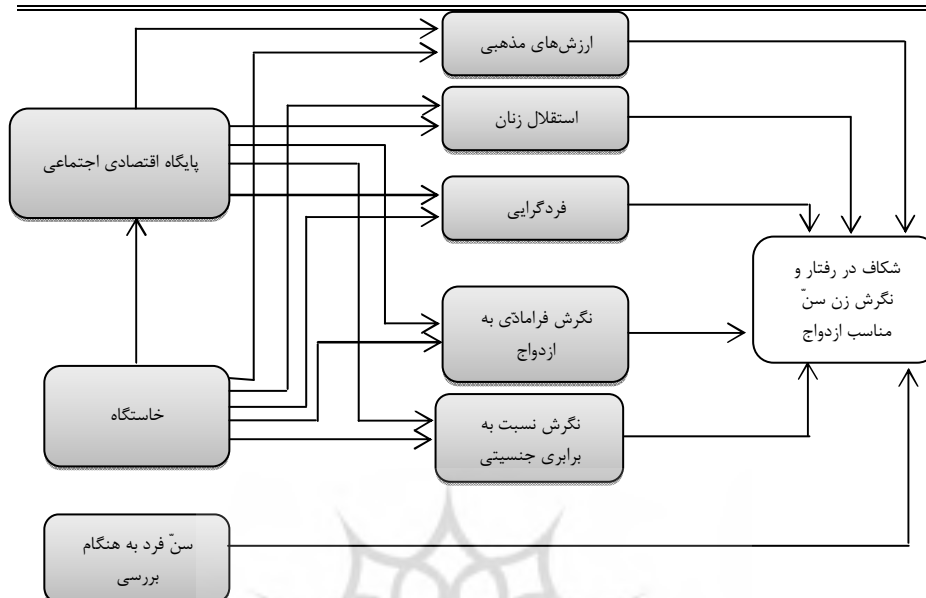 ارزش‌های مذهبی
استقلال زنان
پایگاه اقتصادی اجتماعی
فردگرایی
شکاف در رفتار و
نگرش زن سنّ
مناسب ازدواج
نگرش فرامادّی به
ازدواج
خاستگاه
نگرش نسبت به
برابری جنسیتی
سنّ فرد به هنگام
بررسی